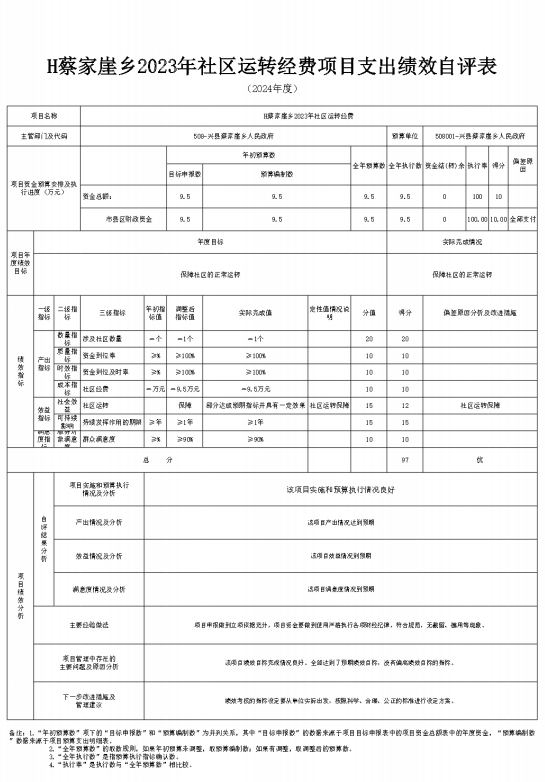 H蔡家崖乡2023年社区运转经费项目支出绩效自评表
（2024年度）
项目名称 H蔡家崖乡2023年社区运转经费
主管部门及代码 508-兴县蔡家崖乡人民政府 预算单位 508001-兴县蔡家崖乡人民政府
项目资金预算安排及执行进度（万元） 年初预算数 全年预算数 全年执行数 资金结(转)余 执行率 得分 偏差原因
目标申报数 预算编制数
资金总额： 9.5 9.5 9.5 9.5 0 100 10
市县区财政资金 9.5 9.5 9.5 9.5 0 100.00 10.00 全部支付
项目年度绩效目标 年度目标 实际完成情况
保障社区的正常运转 保障社区的正常运转
绩效指标 一级指标 二级指标 三级指标 年初指标值 调整后指标值 实际完成值 定性值情况说明 分值 得分 偏差原因分析及改进措施
产出指标 数量指标 涉及社区数量 =个 =1个 =1个 20 20
质量指标 资金到位率 ≥% ≥100% ≥100% 10 10
时效指标 资金到位及时率 ≥% ≥100% ≥100% 10 10
成本指标 社区经费 =万元 =9.5万元 =9.5万元 10 10
效益指标 社会效益 社区运转 保障 部分达成预期指标并具有一定效果 社区运转保障 15 12 社区运转保障
可持续影响 持续发挥作用的期限 ≥年 ≥1年 ≥1年 15 15
满意度指标 服务对象满意度 群众满意度 ≥% ≥90% ≥90% 10 10
总 分 97 优
项目绩效分析 自评结果分析 项目实施和预算执行情况及分析 该项目实施和预算执行情况良好
产出情况及分析 该项目产出情况达到预期
效益情况及分析 该项目效益情况到预期
满意度情况及分析 该项目满意度情况到预期
主要经验做法 项目申报做到立项依据充分，项目资金要做到使用严格执行各项财经纪律、符合规范，无截留、挪用等现象。
项目管理中存在的主要问题及原因分析 该项目绩效目标完成情况良好，全部达到了预期绩效目标，没有偏离绩效目标的指标。
下一步改进措施及管理建议 绩效考核的指标设定要从单位实际出发，按照科学、合理、公正的标准进行设定方案。
备注：1.“年初预算数”项下的“目标申报数”和“预算编制数”为并列关系，其中“目标申报数”的数据来源于项目目标申报表中的项目资金总额表中的年度资金，“预算编制数
”数据来源于项目预算支出明细表。
2.“全年预算数”的取数规则，如果年初预算未调整，取预算编制数；如果有调整，取调整后的预算数。
3.“全年执行数”是指预算执行指标确认数。
4.“执行率”是执行数与“全年预算数”相比较。